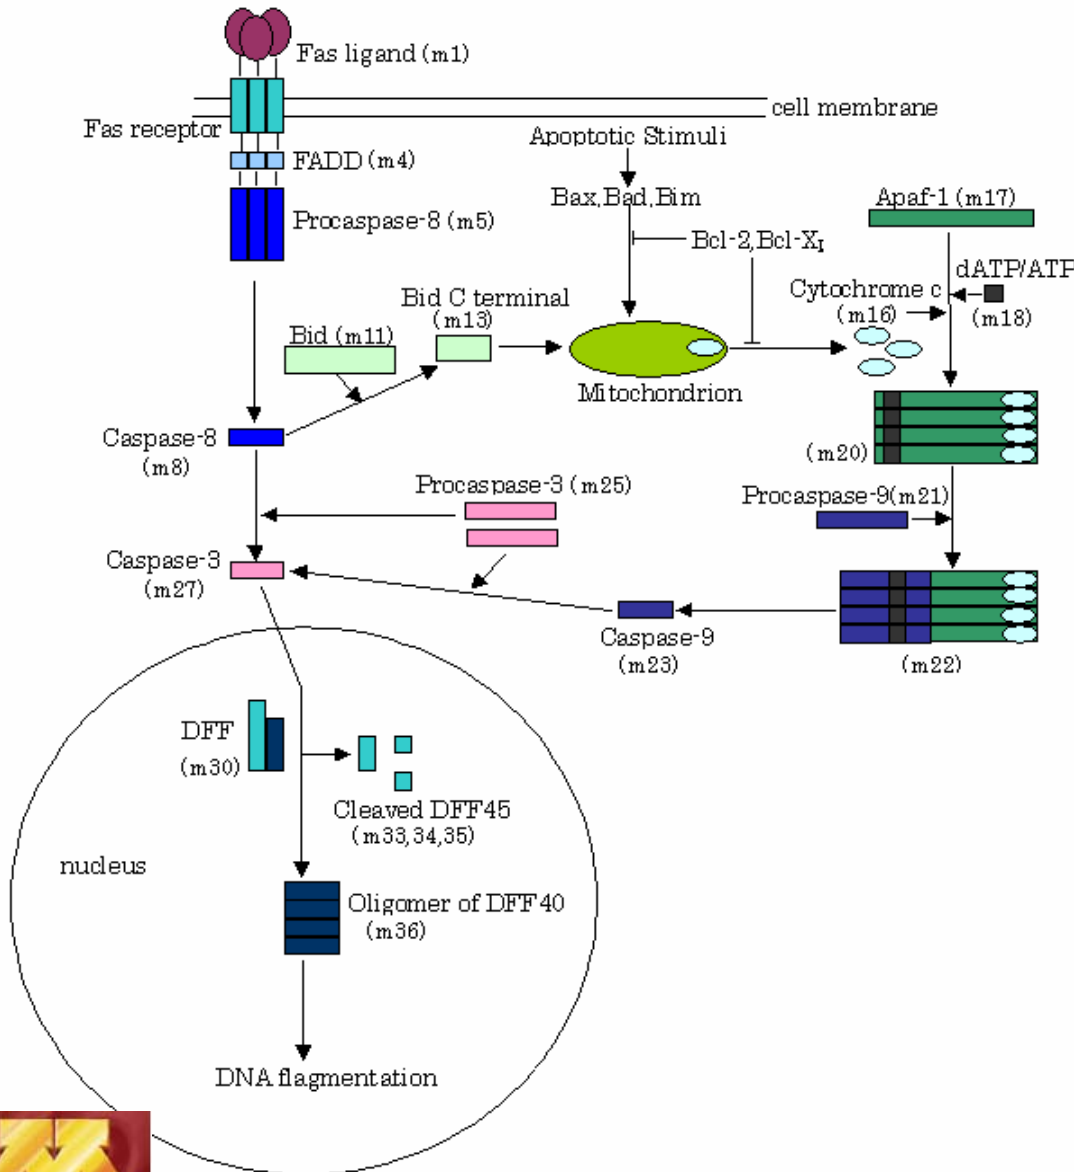 Fas ligand (m1)
cell membrane
Fas receptor
Apoptotic Stimuli
FADD (m4)
Bax,Bad,Bim
Apaf-1 (m17)
Procaspase-8 (m5)
Bcl-2,Bcl-XI
dATP/ATP
(m18)
Cytochrome c
(m16)
Bid C terminal
(m13)
Bid (m11)
Mitochondrion
Caspase-8
(m8)
(m20)
Procaspase-3 (m25)
Procaspase-9(m21)
Caspase-3
(m27)
Caspase-9
(m23)
(m22)
DFF
(m30)
Cleaved DFF45
(m33,34,35)
nucleus
Oligomer of DFF40
(m36)
DNA flagmentation